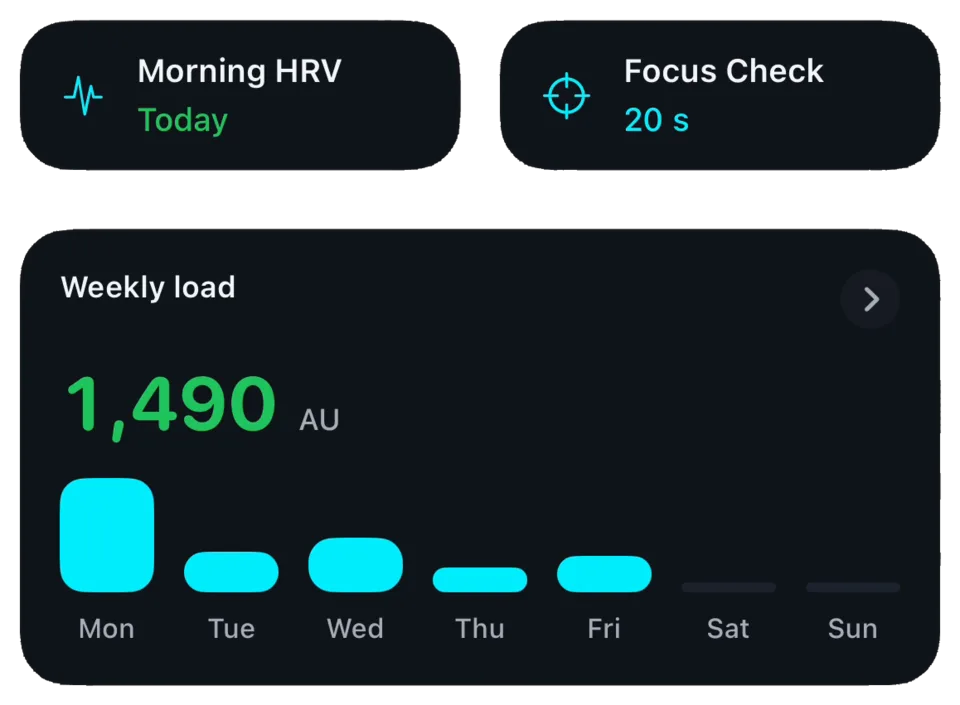 Morning HRV
Today
Focus Check
20 s
Weekly load
1,490 AU
Mon Tue Wed Thu Fri Sat Sun